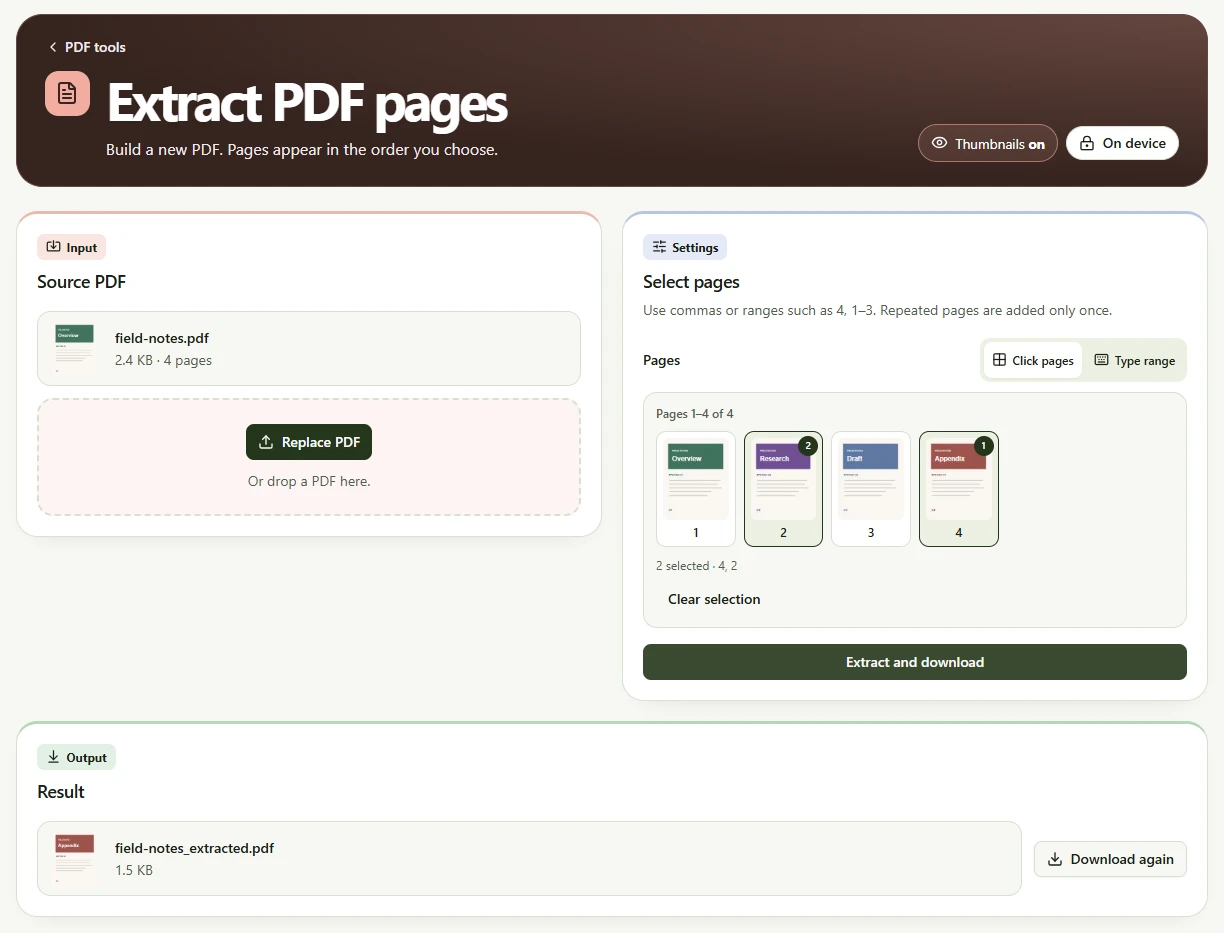 PDF tools
Extract PDF pages
Build a new PDF. Pages appear in the order you choose.
Thumbnails on
On device
Input
Source PDF
Overview
field-notes.pdf
2.4 KB · 4 pages
Replace PDF
Or drop a PDF here.
Settings
Select pages
Use commas or ranges such as 4, 1–3. Repeated pages are added only once.
Pages
Click pages
Type range
Pages 1–4 of 4
Overview
1
2
Research
2
Draft
3
1
Appendix
4
2 selected · 4, 2
Clear selection
Extract and download
Output
Result
Appendix
field-notes_extracted.pdf
1.5 KB
Download again